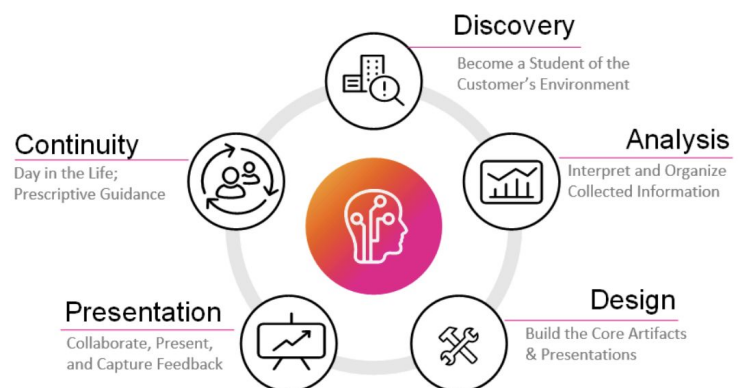 Discovery
Become a Student of the
Customer's Environment
Analysis
Interpret and Organize
Collected Information
Design
Build the Core Artifacts
& Presentations
Presentation
Collaborate, Present,
and Capture Feedback
Continuity
Day in the Life;
Prescriptive Guidance